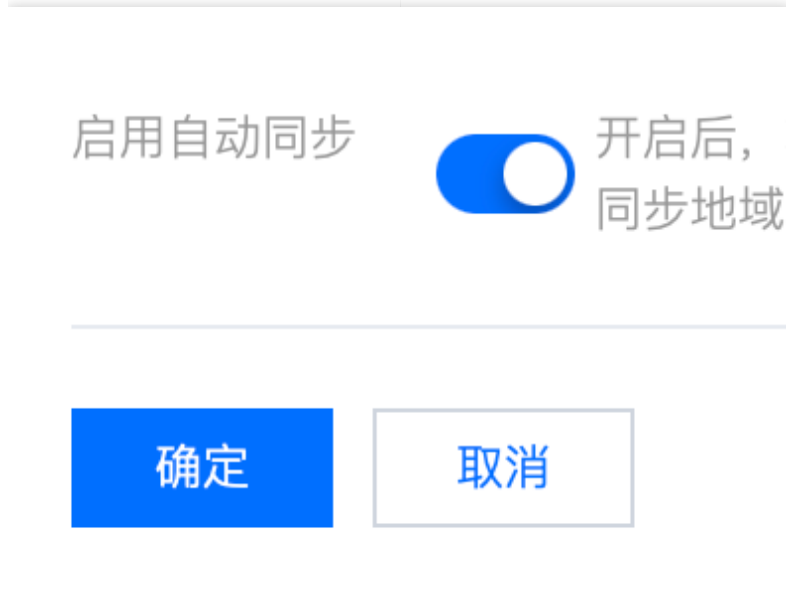 启用自动同步
开启后，
同步地域
确定
取消